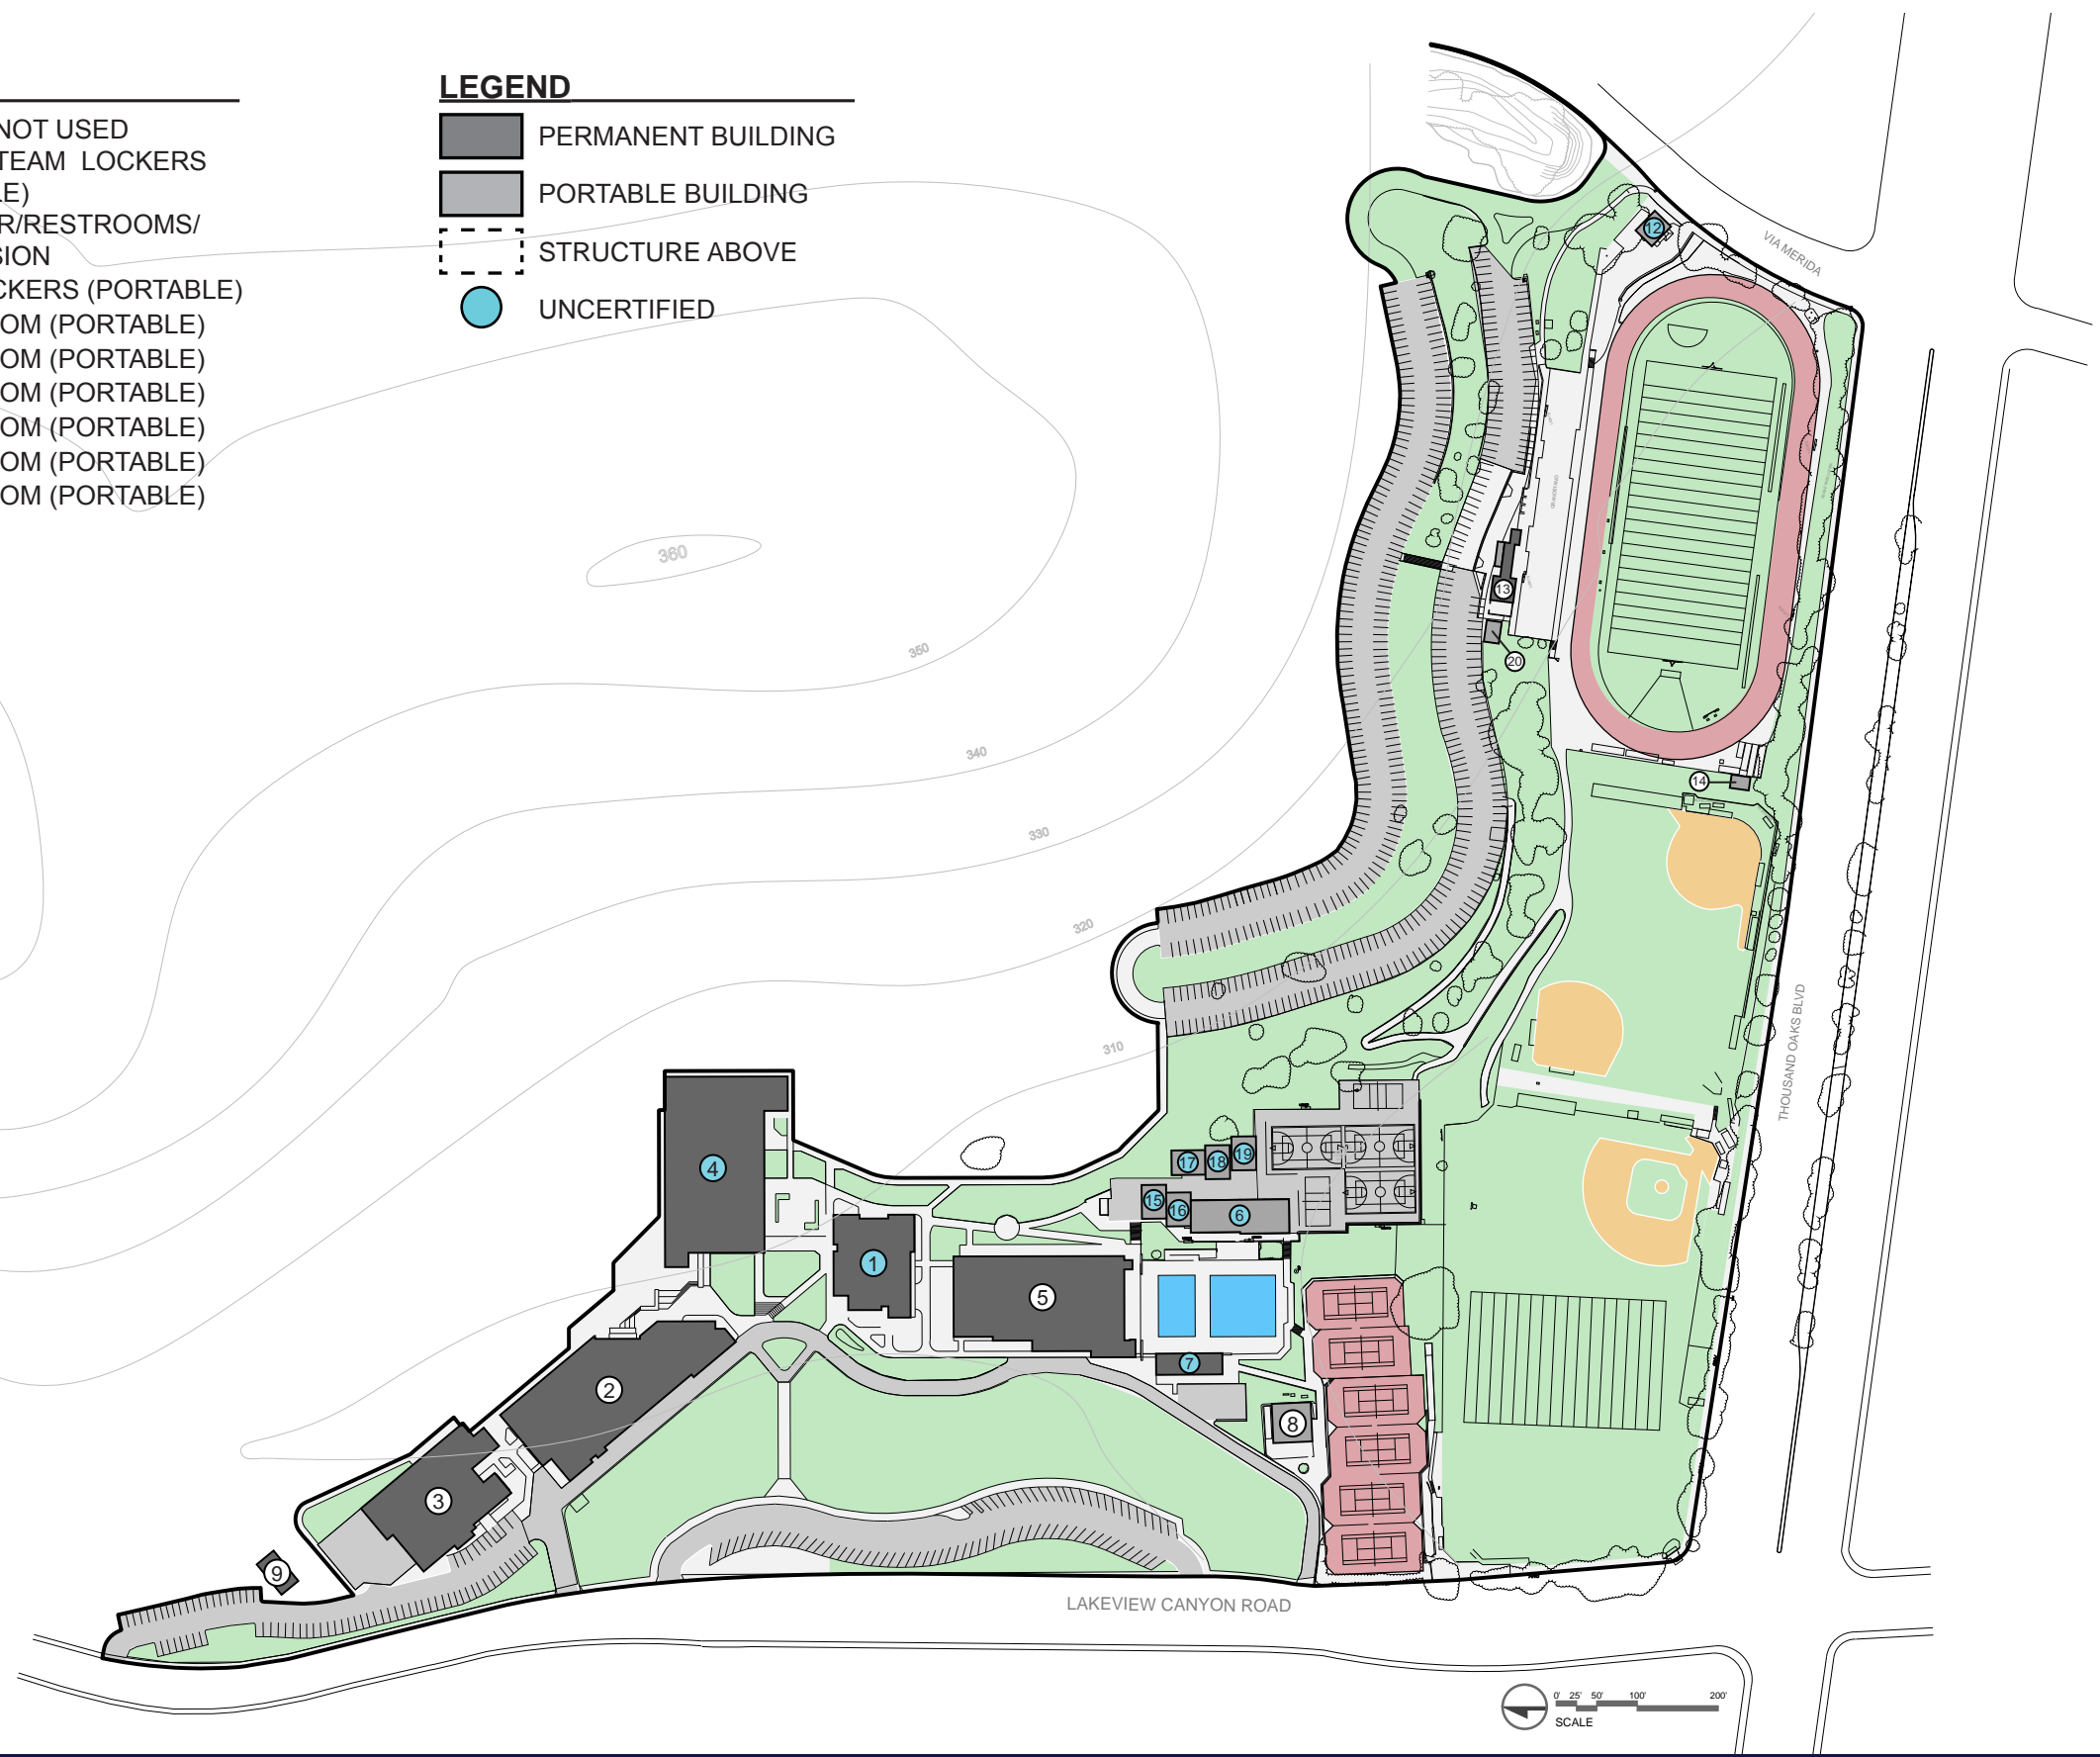 NOT USED
TEAM LOCKERS
LE)
R/RESTROOMS/
SION
CKERS (PORTABLE)
OM (PORTABLE)
OM (PORTABLE)
OM (PORTABLE)
OM (PORTABLE)
OM (PORTABLE)
OM (PORTABLE)
LEGEND
PERMANENT BUILDING
PORTABLE BUILDING
STRUCTURE ABOVE
UNCERTIFIED
12
VIA MERIDA
GRANDSTAND
360
13
350
20
340
14
330
320
THOUSAND OAKS BLVD
310
4
17
18
19
15
16
6
1
5
7
2
8
3
9
LAKEVIEW CANYON ROAD
0' 25' 50' 100' 200'
SCALE